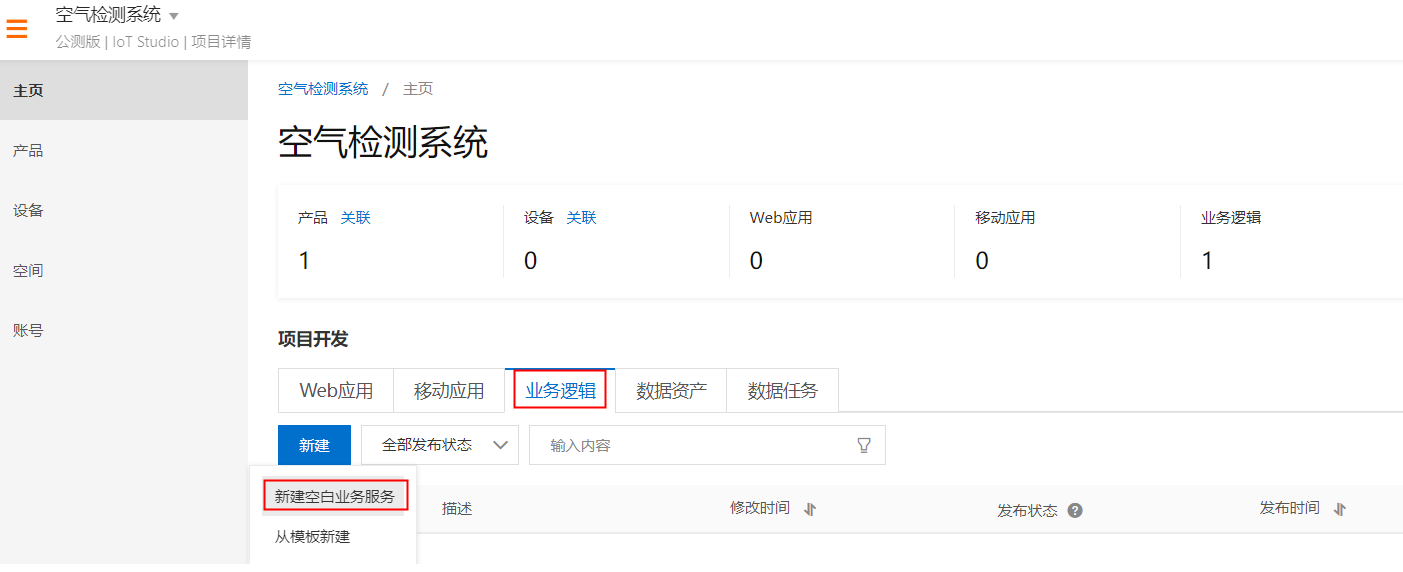 空气检测系统
公测版 | IoT Studio | 项目详情
主页
产品
设备
空间
账号
空气检测系统 / 主页
空气检测系统
产品 关联 设备 关联 Web应用 移动应用 业务逻辑
1 0 0 0 1
项目开发
Web应用 移动应用 业务逻辑 数据资产 数据任务
新建 全部发布状态 输入内容
新建空白业务服务
从模板新建
描述 修改时间 发布状态 ? 发布时间